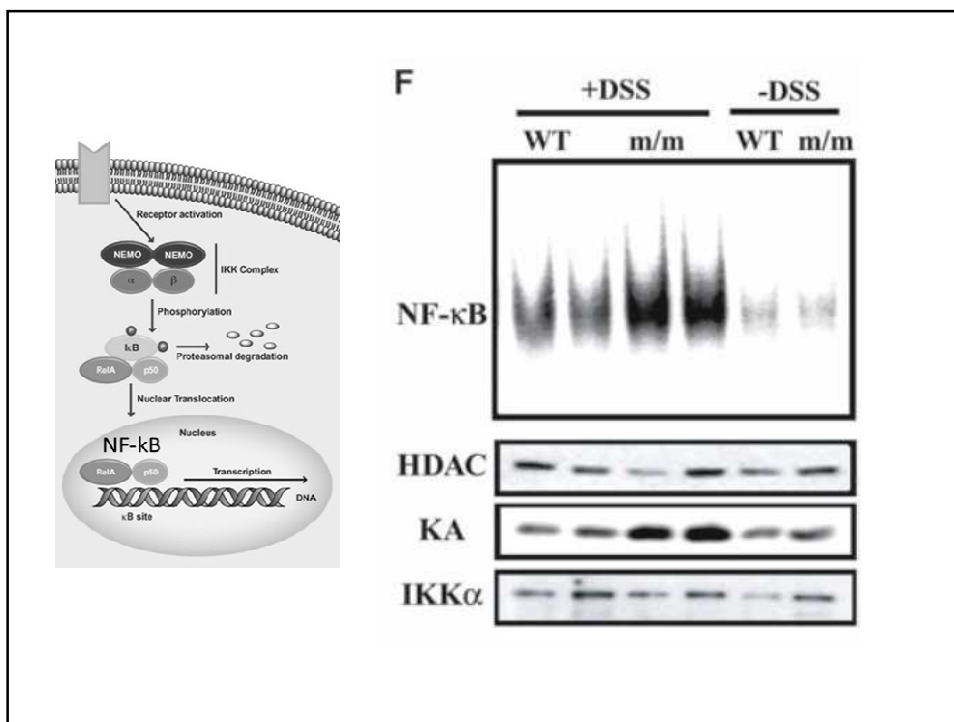 Receptor activation
NEMO NEMO
IKK Complex
α β
Phosphorylation
IκB
Proteasomal degradation
RelA p50
Nuclear Translocation
Nucleus
NF-kB
RelA p50
Transcription
DNA
κB site
F
+DSS -DSS
WT m/m WT m/m
NF-κB
HDAC
KA
IKKα